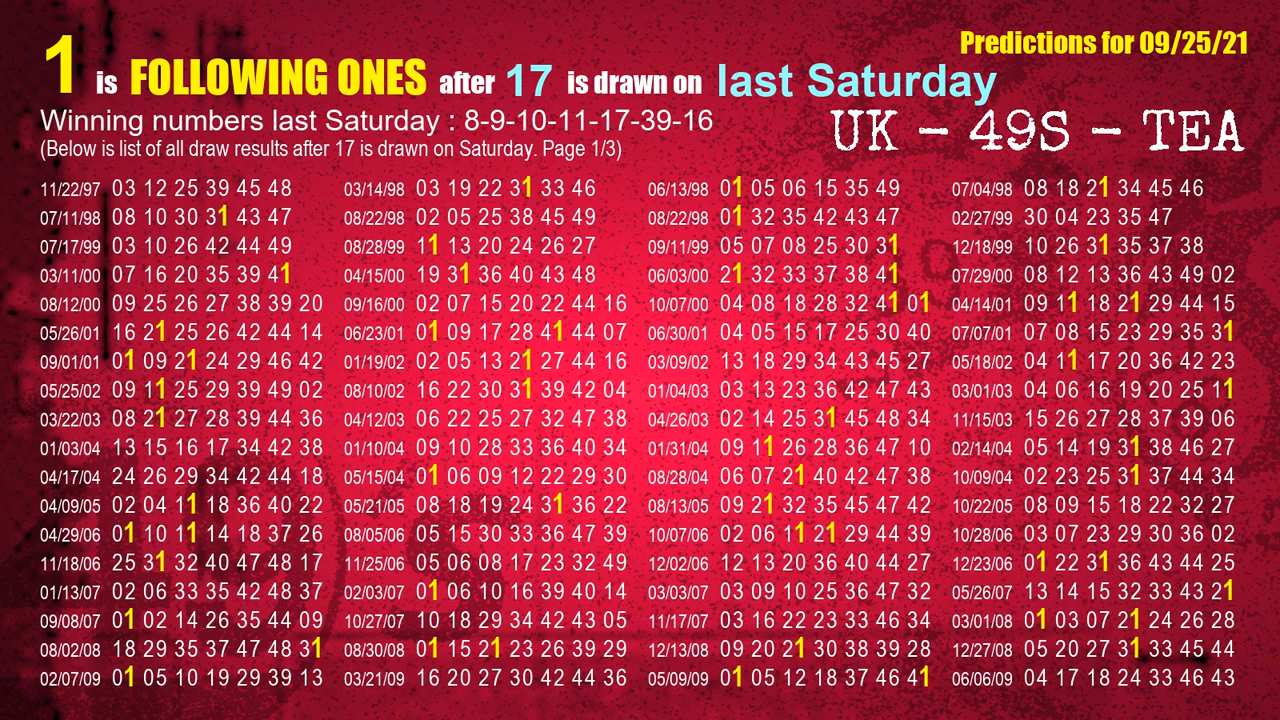 Predictions for 09/25/21
1 is FOLLOWING ONES after 17 is drawn on last Saturday
Winning numbers last Saturday : 8-9-10-11-17-39-16
UK - 49S - TEA
(Below is list of all draw results after 17 is drawn on Saturday. Page 1/3)
11/22/97 03 12 25 39 45 48 03/14/98 03 19 22 31 33 46 06/13/98 01 05 06 15 35 49 07/04/98 08 18 21 34 45 46
07/11/98 08 10 30 31 43 47 08/22/98 02 05 25 38 45 49 08/22/98 01 32 35 42 43 47 02/27/99 30 04 23 35 47
07/17/99 03 10 26 42 44 49 08/28/99 11 13 20 24 26 27 09/11/99 05 07 08 25 30 31 12/18/99 10 26 31 35 37 38
03/11/00 07 16 20 35 39 41 04/15/00 19 31 36 40 43 48 06/03/00 21 32 33 37 38 41 07/29/00 08 12 13 36 43 49 02
08/12/00 09 25 26 27 38 39 20 09/16/00 02 07 15 20 22 44 16 10/07/00 04 08 18 28 32 41 01 04/14/01 09 11 18 21 29 44 15
05/26/01 16 21 25 26 42 44 14 06/23/01 01 09 17 28 41 44 07 06/30/01 04 05 15 17 25 30 40 07/07/01 07 08 15 23 29 35 31
09/01/01 01 09 21 24 29 46 42 01/19/02 02 05 13 21 27 44 16 03/09/02 13 18 29 34 43 45 27 05/18/02 04 11 17 20 36 42 23
05/25/02 09 11 25 29 39 49 02 08/10/02 16 22 30 31 39 42 04 01/04/03 03 13 23 36 42 47 43 03/01/03 04 06 16 19 20 25 11
03/22/03 08 21 27 28 39 44 36 04/12/03 06 22 25 27 32 47 38 04/26/03 02 14 25 31 45 48 34 11/15/03 15 26 27 28 37 39 06
01/03/04 13 15 16 17 34 42 38 01/10/04 09 10 28 33 36 40 34 01/31/04 09 11 26 28 36 47 10 02/14/04 05 14 19 31 38 46 27
04/17/04 24 26 29 34 42 44 18 05/15/04 01 06 09 12 22 29 30 08/28/04 06 07 21 40 42 47 38 10/09/04 02 23 25 31 37 44 34
04/09/05 02 04 11 18 36 40 22 05/21/05 08 18 19 24 31 36 22 08/13/05 09 21 32 35 45 47 42 10/22/05 08 09 15 18 22 32 27
04/29/06 01 10 11 14 18 37 26 08/05/06 05 15 30 33 36 47 39 10/07/06 02 06 11 21 29 44 39 10/28/06 03 07 23 29 30 36 02
11/18/06 25 31 32 40 47 48 17 11/25/06 05 06 08 17 23 32 49 12/02/06 12 13 20 36 40 44 27 12/23/06 01 22 31 36 43 44 25
01/13/07 02 06 33 35 42 48 37 02/03/07 01 06 10 16 39 40 14 03/03/07 03 09 10 25 36 47 32 05/26/07 13 14 15 32 33 43 21
09/08/07 01 02 14 26 35 44 09 10/27/07 10 18 29 34 42 43 05 11/17/07 03 16 22 23 33 46 34 03/01/08 01 03 07 21 24 26 28
08/02/08 18 29 35 37 47 48 31 08/30/08 01 15 21 23 26 39 29 12/13/08 09 20 21 30 38 39 28 12/27/08 05 20 27 31 33 45 44
02/07/09 01 05 10 19 29 39 13 03/21/09 16 20 27 30 42 44 36 05/09/09 01 05 12 18 37 46 41 06/06/09 04 17 18 24 33 46 43